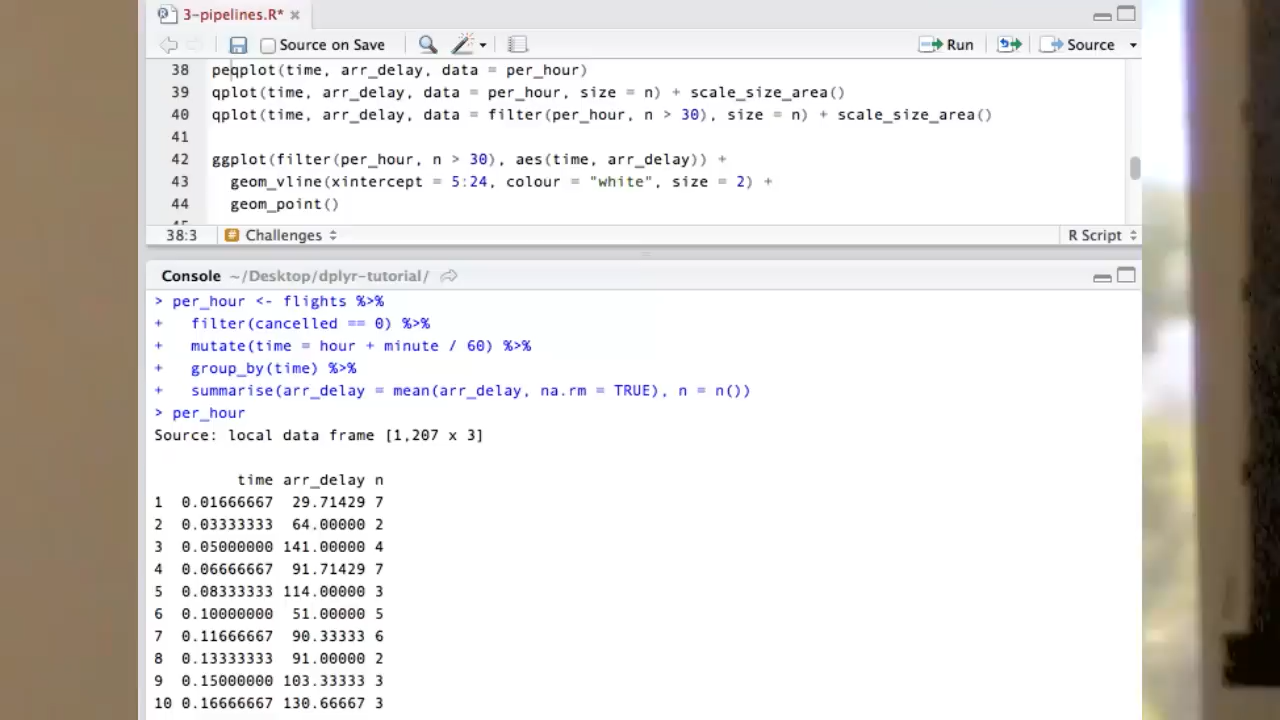 3-pipelines.R*
Source on Save
Run
Source
38 peqplot(time, arr_delay, data = per_hour)
39 qplot(time, arr_delay, data = per_hour, size = n) + scale_size_area()
40 qplot(time, arr_delay, data = filter(per_hour, n > 30), size = n) + scale_size_area()
41
42 ggplot(filter(per_hour, n > 30), aes(time, arr_delay)) +
43   geom_vline(xintercept = 5:24, colour = "white", size = 2) +
44   geom_point()
38:3
# Challenges
R Script
Console ~/Desktop/dplyr-tutorial/
> per_hour <- flights %>%
+   filter(cancelled == 0) %>%
+   mutate(time = hour + minute / 60) %>%
+   group_by(time) %>%
+   summarise(arr_delay = mean(arr_delay, na.rm = TRUE), n = n())
> per_hour
Source: local data frame [1,207 x 3]
time arr_delay n
1 0.01666667 29.71429 7
2 0.03333333 64.00000 2
3 0.05000000 141.00000 4
4 0.06666667 91.71429 7
5 0.08333333 114.00000 3
6 0.10000000 51.00000 5
7 0.11666667 90.33333 6
8 0.13333333 91.00000 2
9 0.15000000 103.33333 3
10 0.16666667 130.66667 3